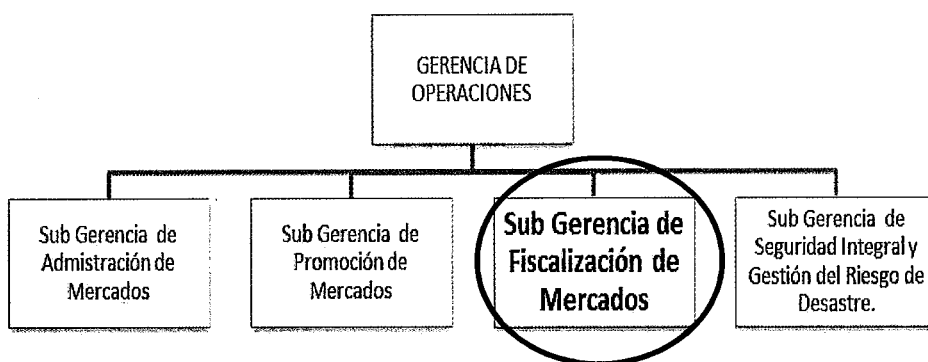 GERENCIA DE
OPERACIONES
Sub Gerencia de
Admistración de
Mercados
Sub Gerencia de
Promoción de
Mercados
Sub Gerencia de
Fiscalización de
Mercados
Sub Gerencia de
Seguridad Integral y
Gestión del Riesgo de
Desastre.